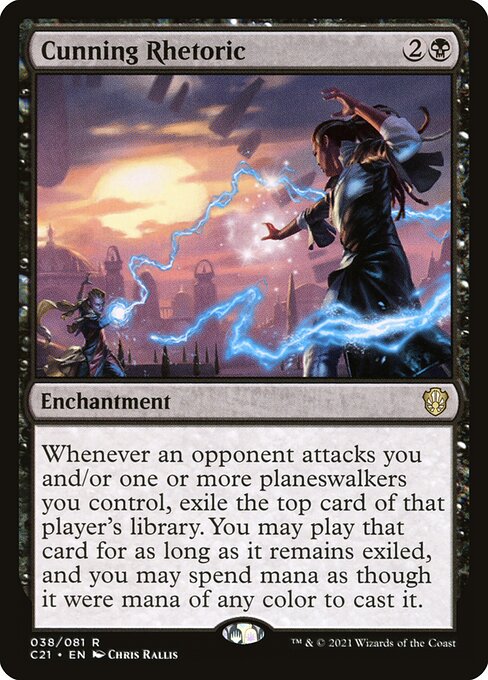 Cunning Rhetoric 2
Enchantment
Whenever an opponent attacks you
and/or one or more planeswalkers
you control, exile the top card of that
player's library. You may play that
card for as long as it remains exiled,
and you may spend mana as though
it were mana of any color to cast it.
038/081 R
C21 • EN Chris Rallis
™ & © 2021 Wizards of the Coast